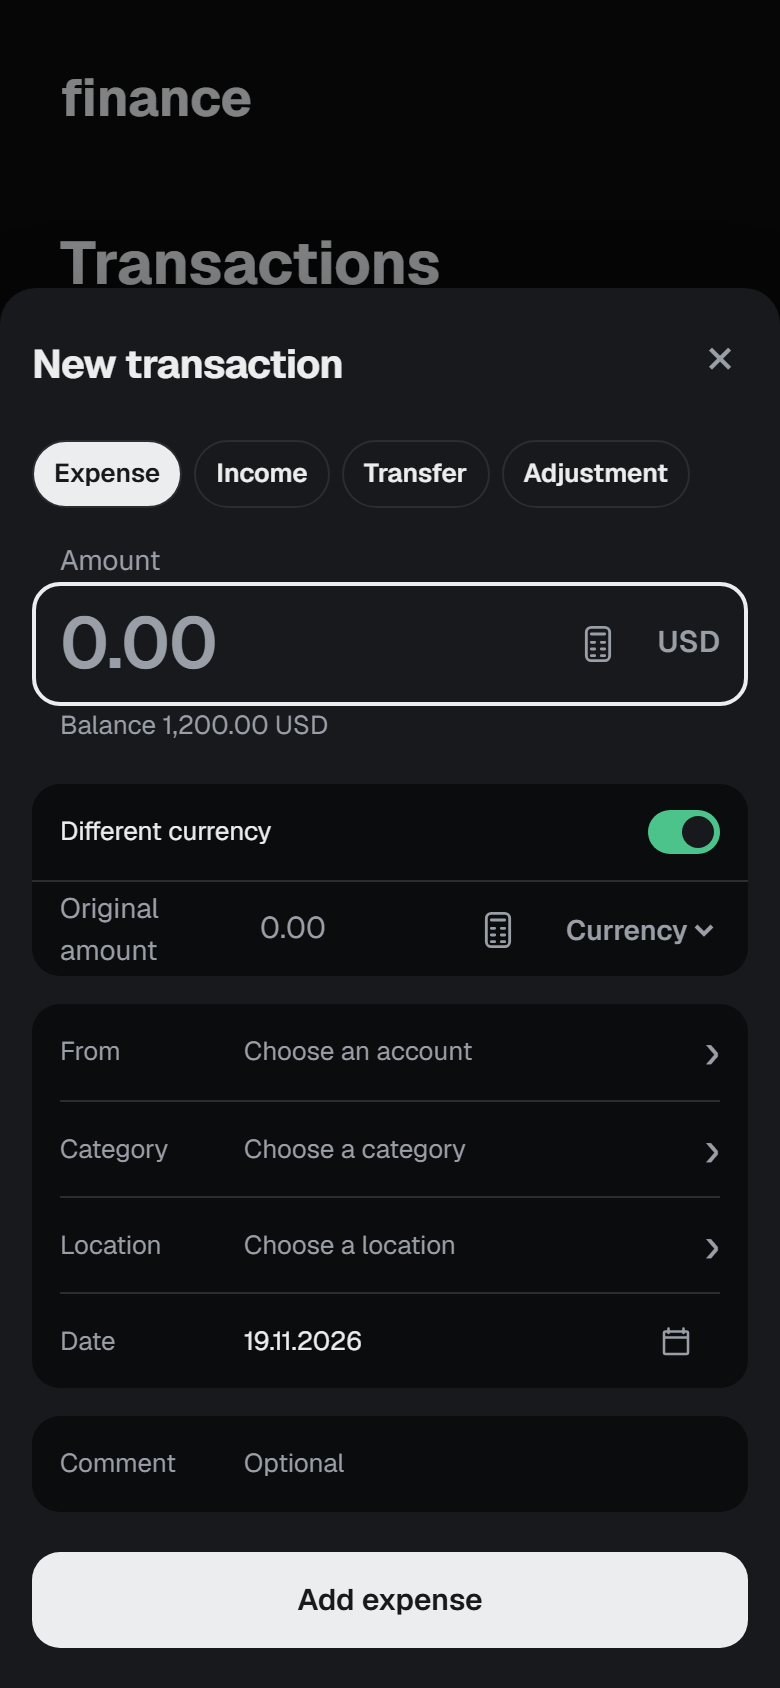 finance
Transactions
New transaction
Expense Income Transfer Adjustment
Amount
0.00 USD
Balance 1,200.00 USD
Different currency
Original
amount
0.00 Currency
From Choose an account
Category Choose a category
Location Choose a location
Date 19.11.2026
Comment Optional
Add expense